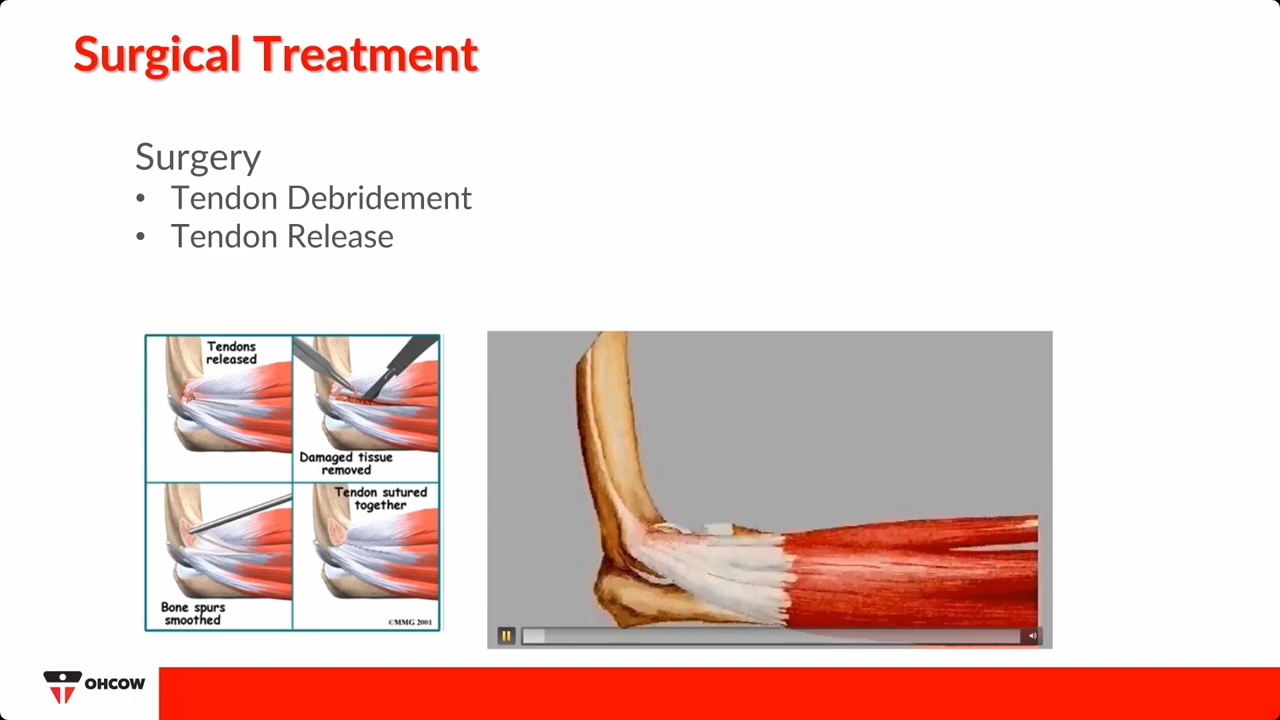 Surgical Treatment
Surgery
• Tendon Debridement
• Tendon Release
Tendons
released
Damaged tissue
removed
Bone spurs
smoothed
Tendon sutured
together
©MMG 2001
OHCOW